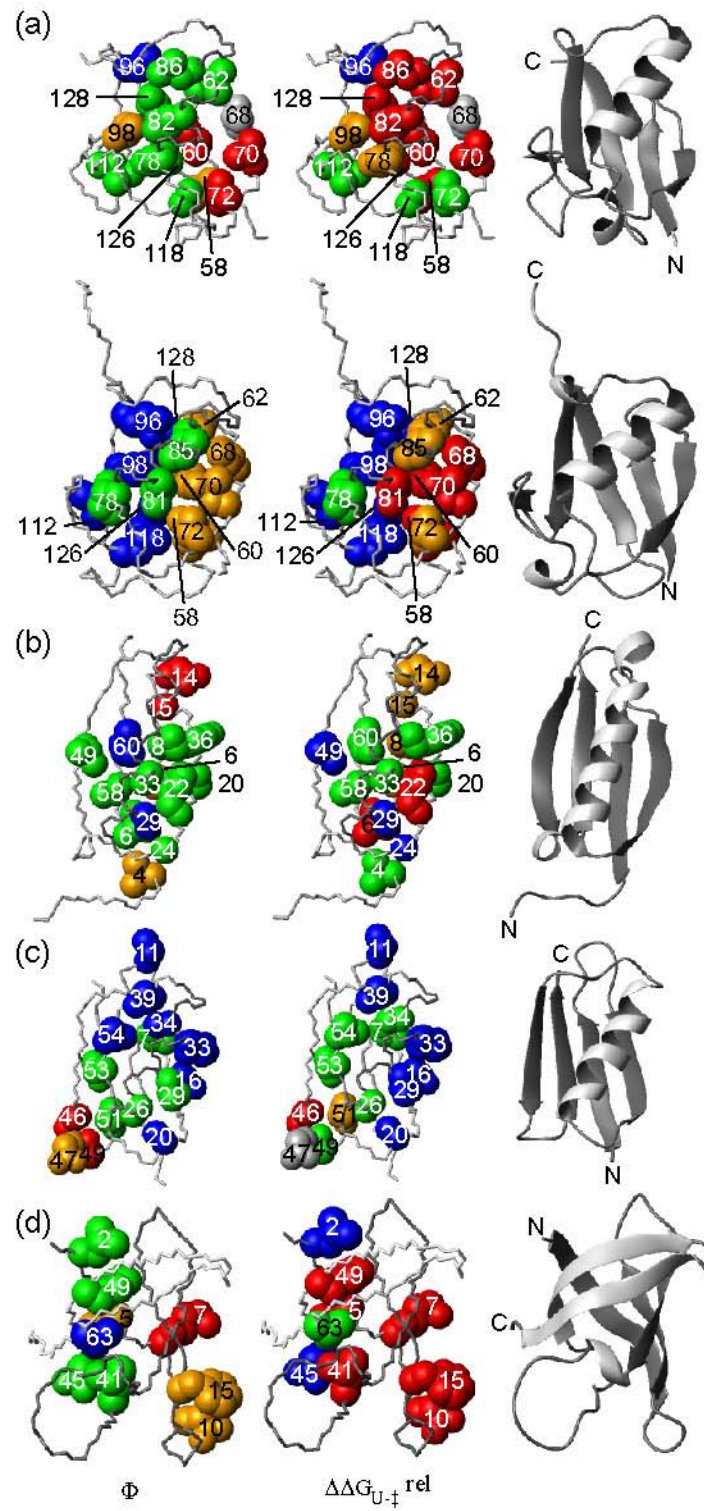 (a)
96 86 62
128
82 68
98 60 70
112 78
72
126
118 58
96 86 62
128
82 68
98 60 70
112 78
72
126
118 58
C
N
128
62
96 85 68
98 70
78 81
112 72
126 118 60
58
128
62
96 85 68
98 70
78 81
112 72
126 118 60
58
C
N
(b)
14
15
60 8 36
49 6
58 33 22 20
6 29
24
4
14
15
60 8 36
49 6
58 33 22 20
6 29
24
4
C
N
(c)
11
39
54 7 34
33
53 16
51 26 29
46 20
47 49
11
39
54 7 34
33
53 16
51 26 29
46 20
47 49
C
N
(d)
2
49
5 7
63
45 41 15
10
2
49
5 7
63
45 41 15
10
N
C
Φ ΔΔG U-‡ rel